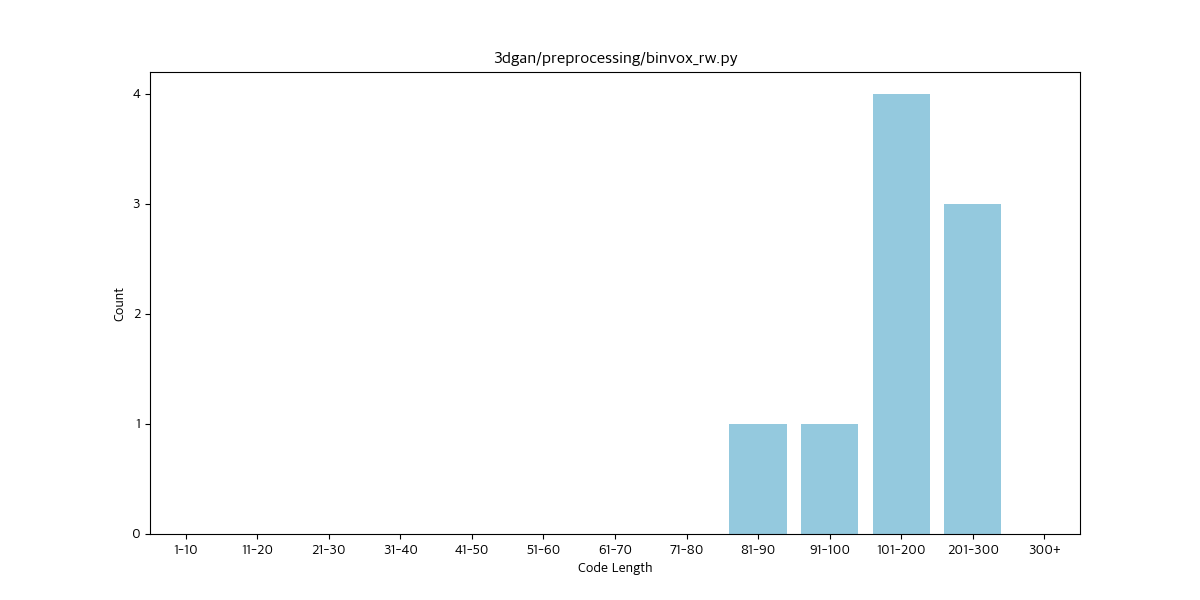 3dgan/preprocessing/binvox_rw.py
Count
4
3
2
1
0
1-10 11-20 21-30 31-40 41-50 51-60 61-70 71-80 81-90 91-100 101-200 201-300 300+
Code Length